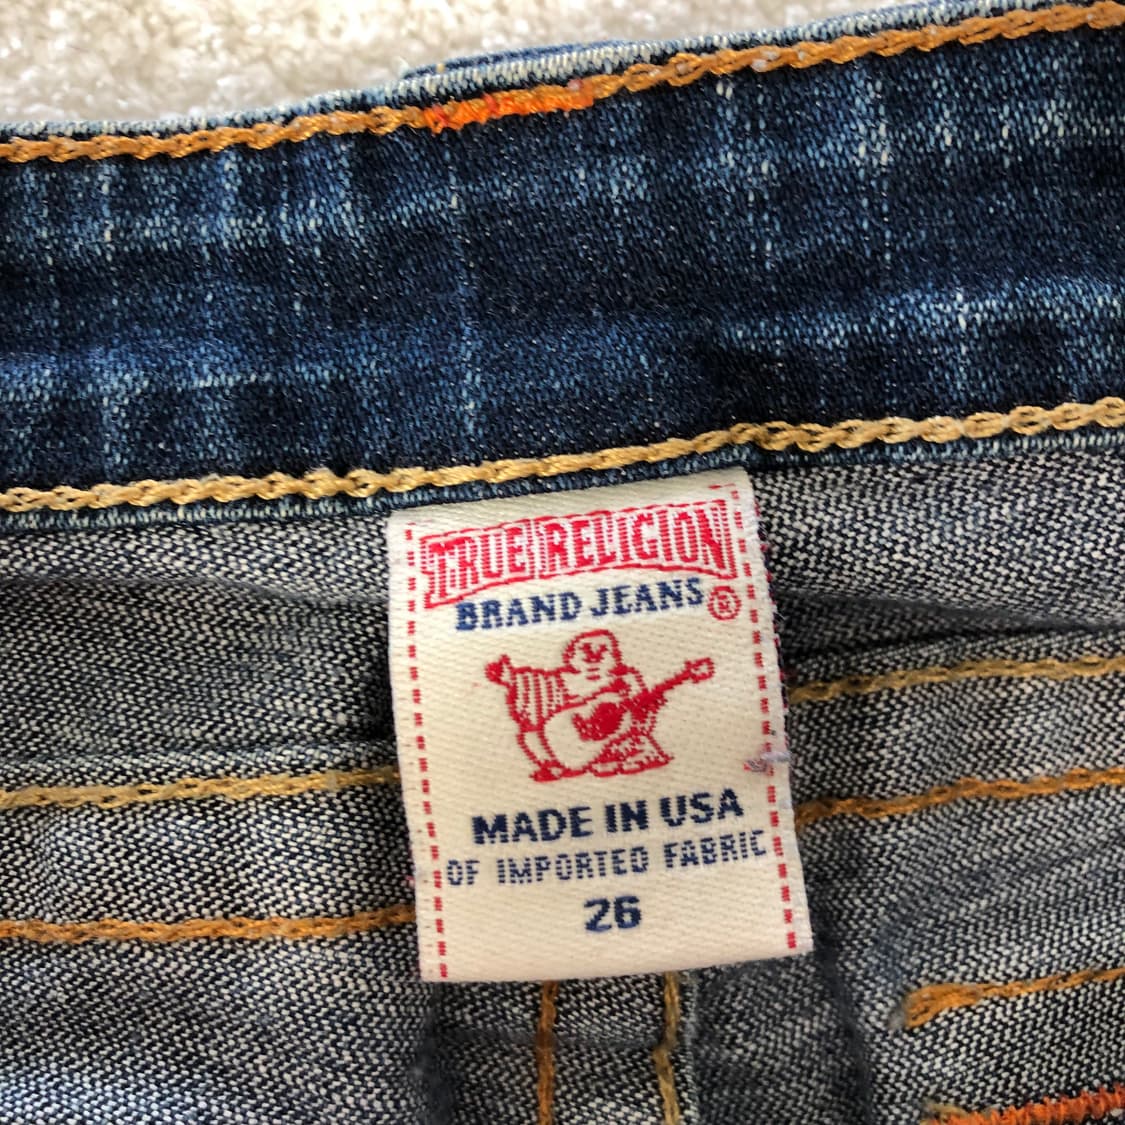 TRUE RELIGION
BRAND JEANS®
MADE IN USA
OF IMPORTED FABRIC
26